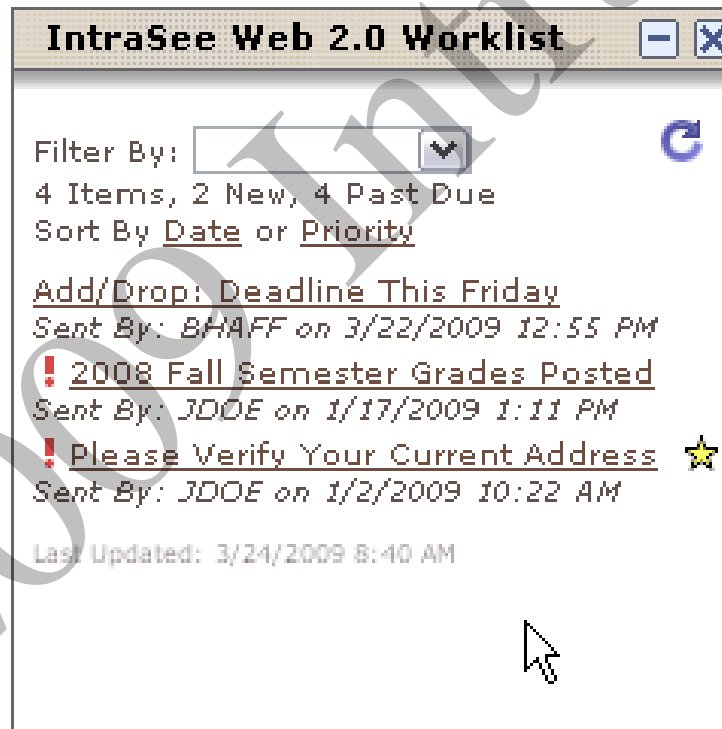 IntraSee Web 2.0 Worklist
Filter By:
4 Items, 2 New, 4 Past Due
Sort By Date or Priority
Add/Drop: Deadline This Friday
Sent By: BHAFF on 3/22/2009 12:55 PM
! 2008 Fall Semester Grades Posted
Sent By: JDOE on 1/17/2009 1:11 PM
! Please Verify Your Current Address
Sent By: JDOE on 1/2/2009 10:22 AM
Last Updated: 3/24/2009 8:40 AM